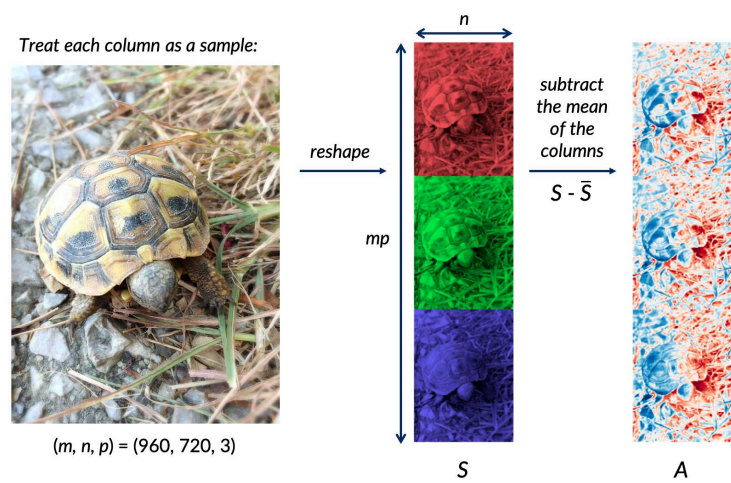 Treat each column as a sample:
(m, n, p) = (960, 720, 3)
reshape
n
mp
S
subtract
the mean
of the
columns
S - S̅
A